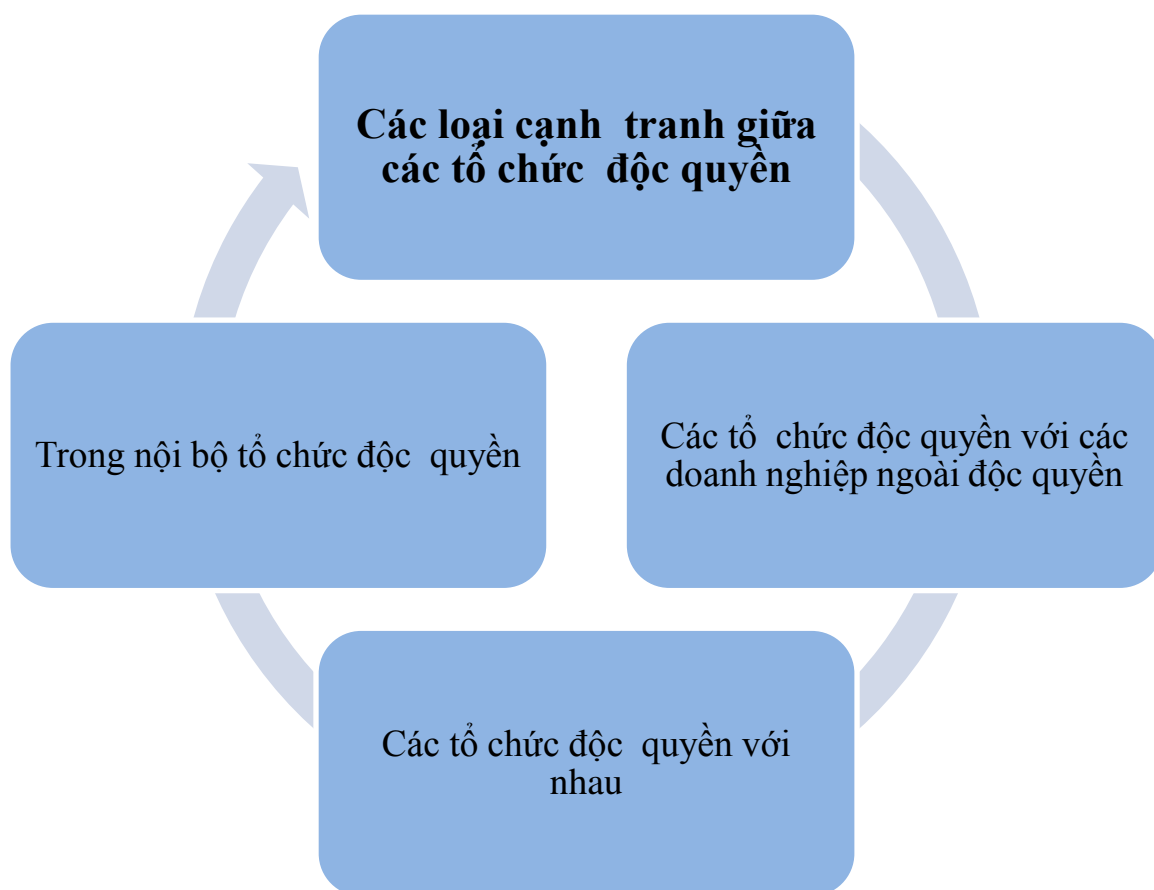 Các loại cạnh tranh giữa
các tổ chức độc quyền
Các tổ chức độc quyền với các
doanh nghiệp ngoài độc quyền
Các tổ chức độc quyền với
nhau
Trong nội bộ tổ chức độc quyền